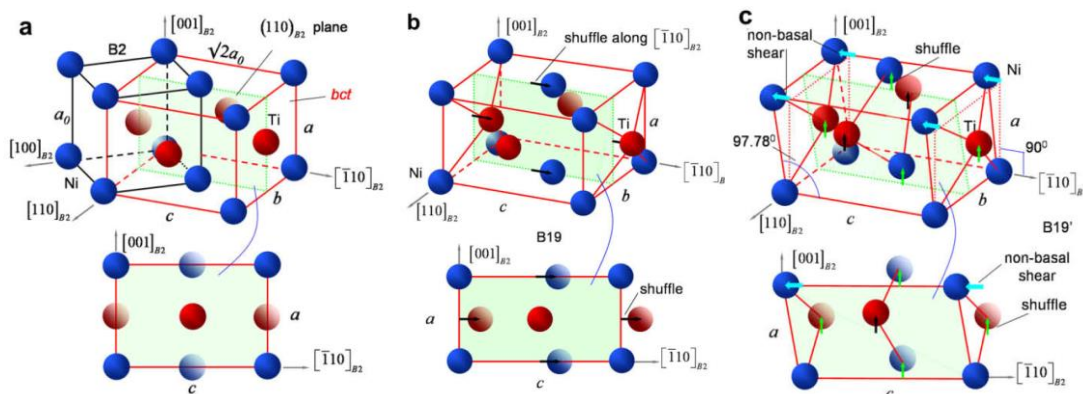 a
[001]B2
B2
√2a0
(110)B2 plane
bct
a0
Ti
a
[100]B2
Ni
[1̄10]B2
b
[110]B2
c
[001]B2
a
[1̄10]B2
c
b
[001]B2
shuffle along [1̄10]B2
Ti
a
Ni
[1̄10]B
b
[110]B2
c
B19
[001]B2
shuffle
a
[1̄10]B2
c
c
[001]B2
non-basal
shear
shuffle
Ni
Ti
a
97.78⁰
90⁰
[1̄10]B
b
[110]B2
c
B19'
[001]B2
non-basal
shear
shuffle
a
[1̄10]B2
c